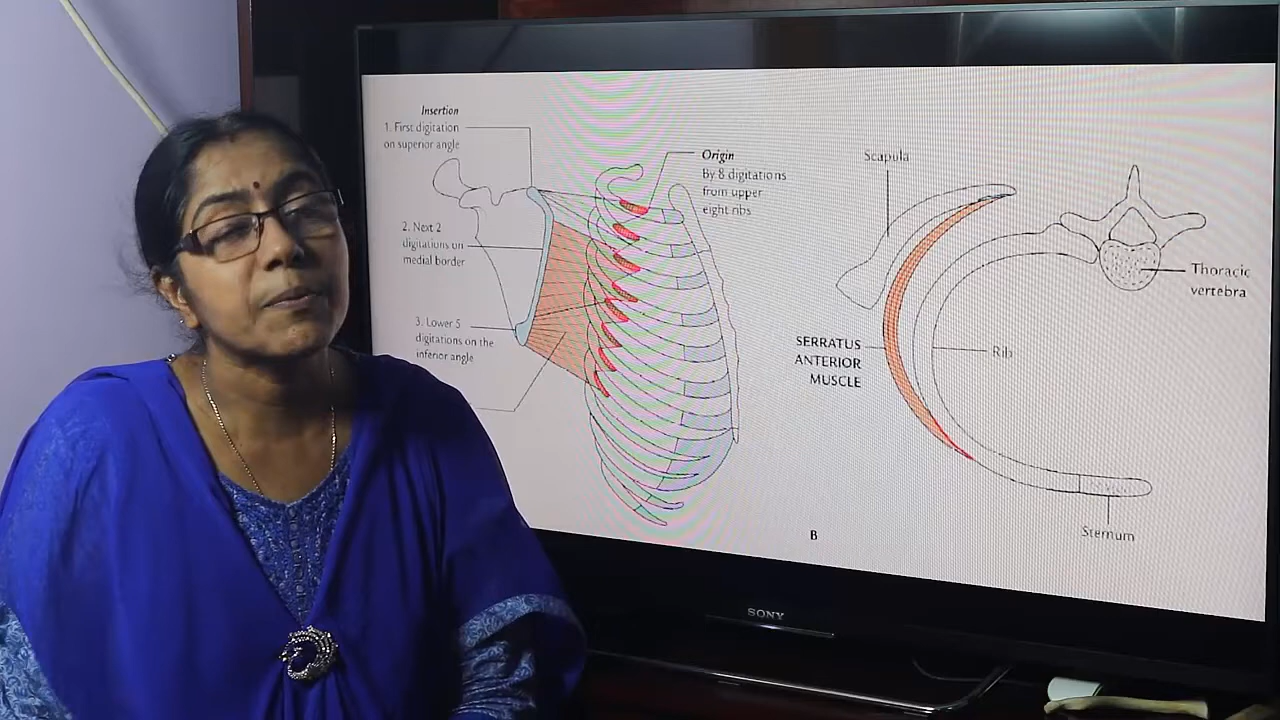 Insertion
1. First digitation
on superior angle
2. Next 2
digitations on
medial border
3. Lower 5
digitations on the
inferior angle
Origin
By 8 digitations
from upper
eight ribs
Scapula
SERRATUS
ANTERIOR
MUSCLE
Rib
Thoracic
vertebra
Sternum
B
SONY